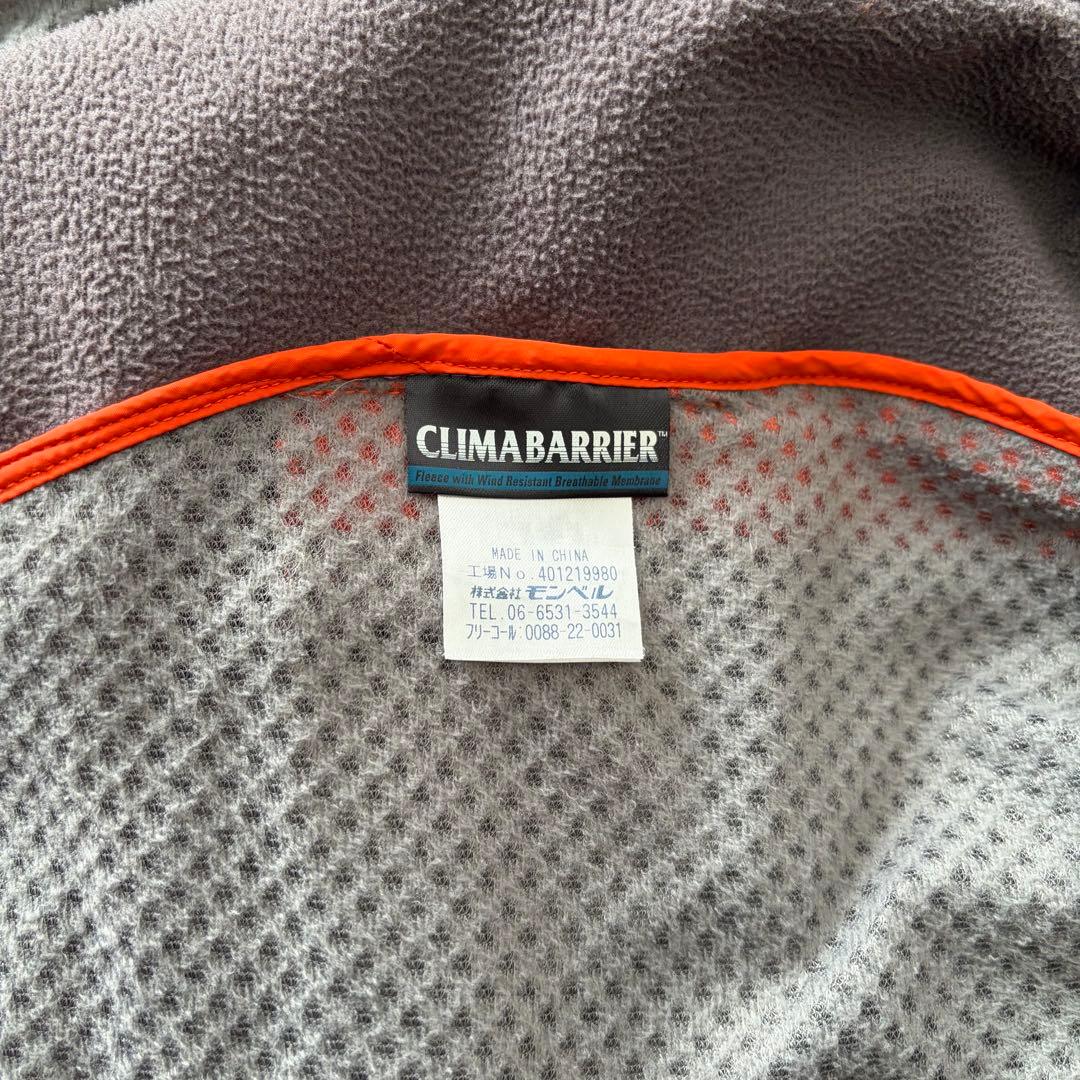 CLIMABARRIER™
Fleece with Wind Resistant Breathable Membrane
MADE IN CHINA
工場No.401219980
株式会社 モンベル
TEL.06-6531-3544
フリーコール:0088-22-0031